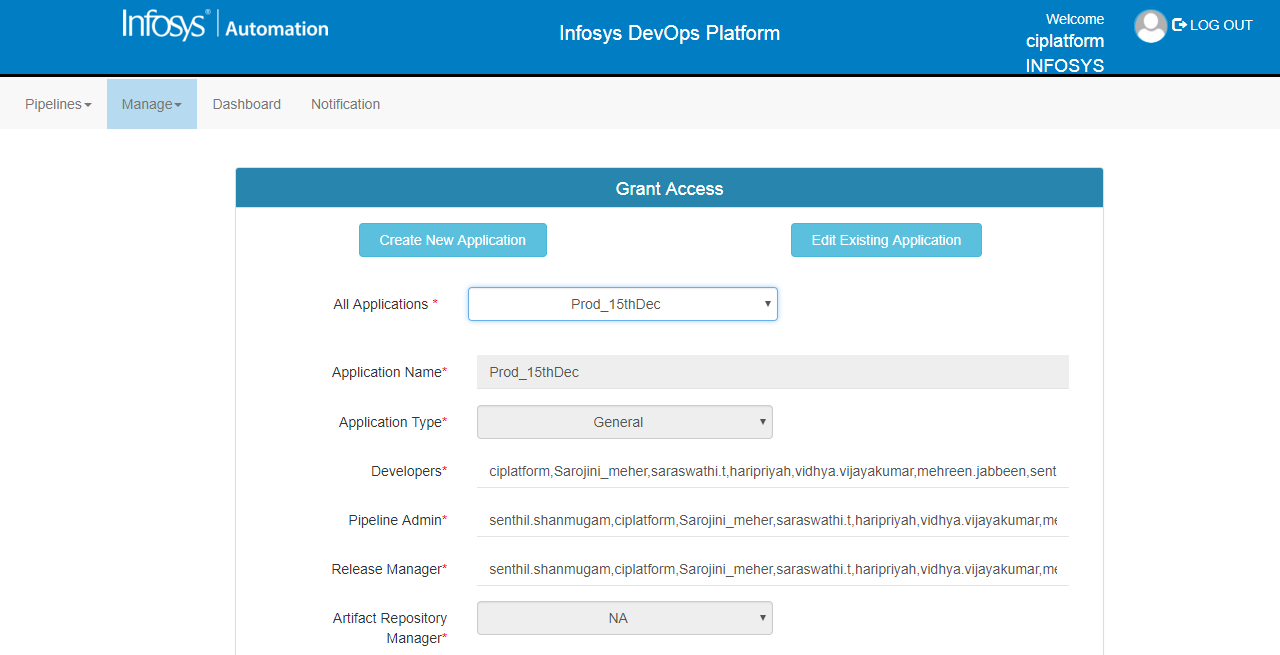 Infosys® | Automation
Infosys DevOps Platform
Welcome
ciplatform
INFOSYS
LOG OUT
Pipelines
Manage
Dashboard
Notification
Grant Access
Create New Application
Edit Existing Application
All Applications *
Prod_15thDec
Application Name*
Prod_15thDec
Application Type*
General
Developers*
ciplatform,Sarojini_meher,saraswathi.t,haripriyah,vidhya.vijayakumar,mehreen.jabbeen,sent
Pipeline Admin*
senthil.shanmugam,ciplatform,Sarojini_meher,saraswathi.t,haripriyah,vidhya.vijayakumar,me
Release Manager*
senthil.shanmugam,ciplatform,Sarojini_meher,saraswathi.t,haripriyah,vidhya.vijayakumar,me
Artifact Repository
Manager*
NA